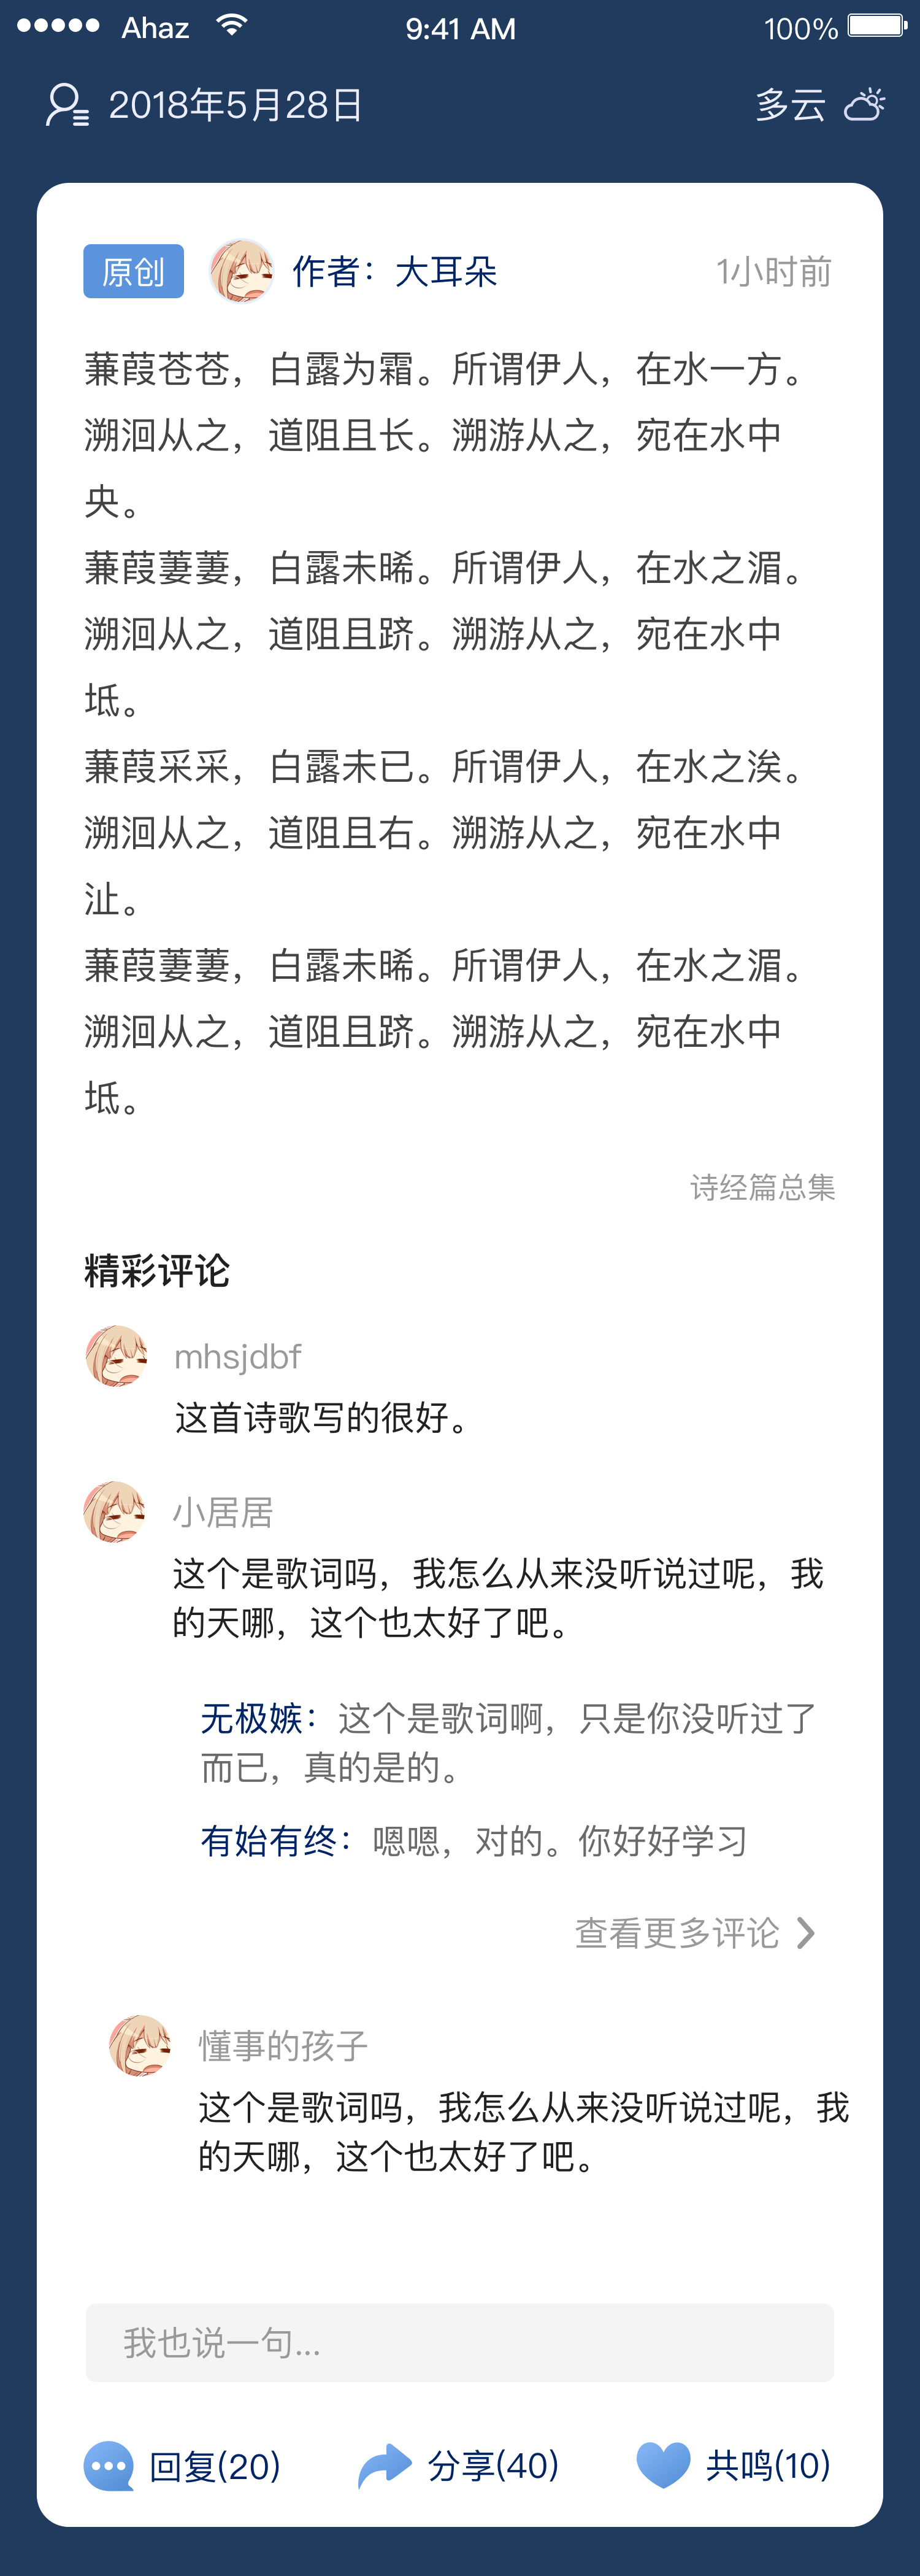 Ahaz 9:41 AM 100%
2018年5月28日 多云
原创 作者：大耳朵 1小时前
蒹葭苍苍，白露为霜。所谓伊人，在水一方。
溯洄从之，道阻且长。溯游从之，宛在水中
央。
蒹葭萋萋，白露未晞。所谓伊人，在水之湄。
溯洄从之，道阻且跻。溯游从之，宛在水中
坻。
蒹葭采采，白露未已。所谓伊人，在水之涘。
溯洄从之，道阻且右。溯游从之，宛在水中
沚。
蒹葭萋萋，白露未晞。所谓伊人，在水之湄。
溯洄从之，道阻且跻。溯游从之，宛在水中
坻。
诗经篇总集
精彩评论
mhsjdbf
这首诗歌写的很好。
小居居
这个是歌词吗，我怎么从来没听说过呢，我
的天哪，这个也太好了吧。
无极嫉：这个是歌词啊，只是你没听过了
而已，真的是的。
有始有终：嗯嗯，对的。你好好学习
查看更多评论
懂事的孩子
这个是歌词吗，我怎么从来没听说过呢，我
的天哪，这个也太好了吧。
我也说一句...
回复(20) 分享(40) 共鸣(10)